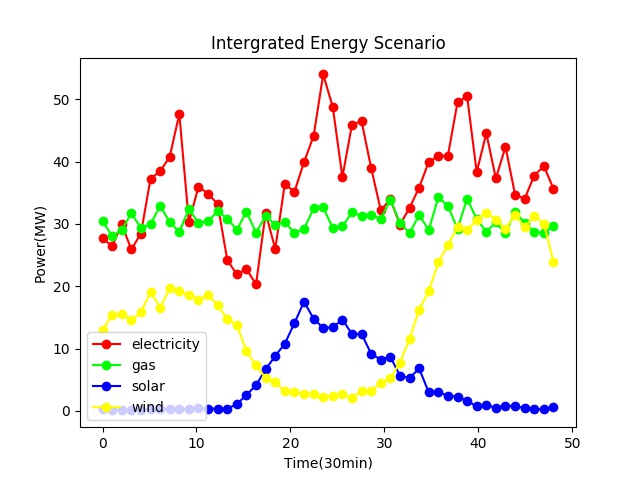 Intergrated Energy Scenario
Power(MW)
50
40
30
20
10
0
electricity
gas
solar
wind
0 10 20 30 40 50
Time(30min)